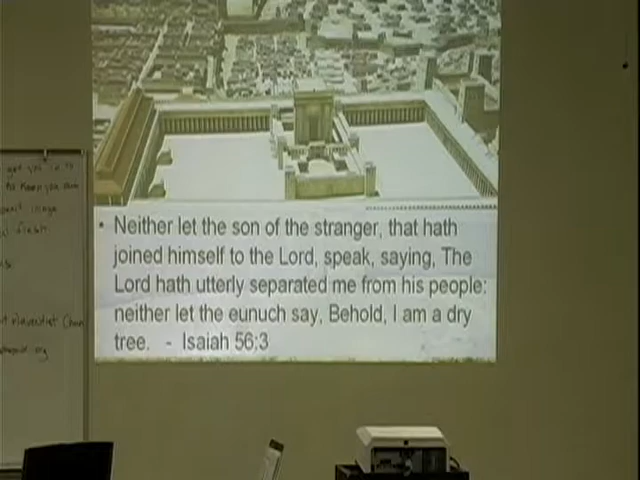 • Neither let the son of the stranger, that hath
joined himself to the Lord, speak, saying, The
Lord hath utterly separated me from his people:
neither let the eunuch say, Behold, I am a dry
tree. - Isaiah 56:3